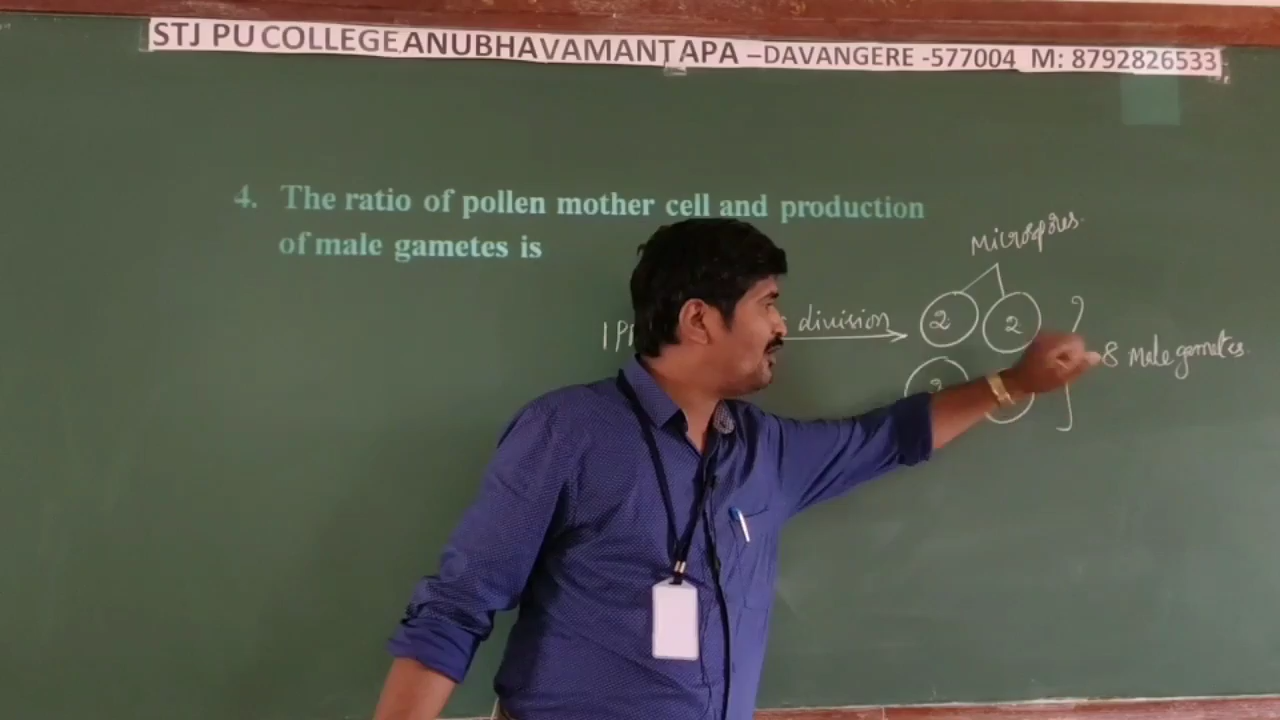 STJ PU COLLEGE ANUBHAVAMANTAPA –DAVANGERE -577004 M: 8792826533
4. The ratio of pollen mother cell and production
of male gametes is
Microspores.
division
2 2
8 Male gametes.